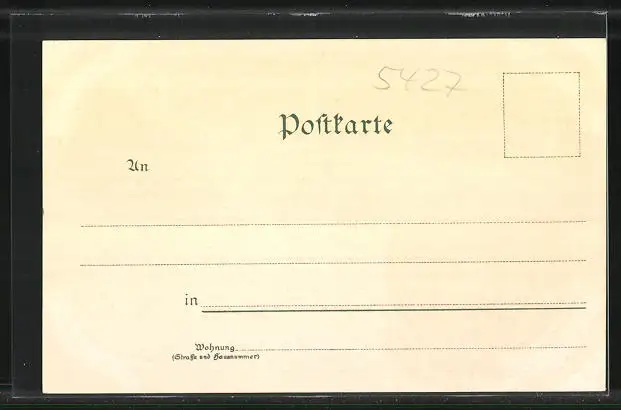 5427
Postkarte
An
in
Wohnung
(Straße und Hausnummer)